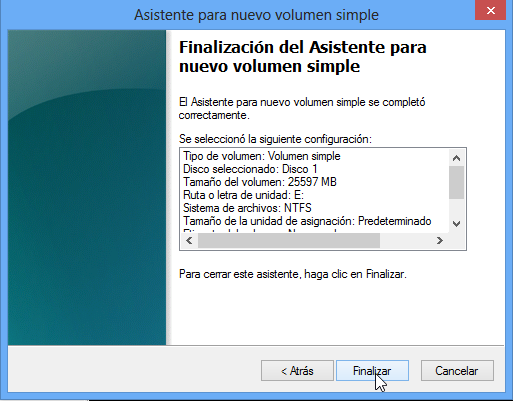 Asistente para nuevo volumen simple
Finalización del Asistente para
nuevo volumen simple
El Asistente para nuevo volumen simple se completó
correctamente.
Se seleccionó la siguiente configuración:
Tipo de volumen: Volumen simple
Disco seleccionado: Disco 1
Tamaño del volumen: 25597 MB
Ruta o letra de unidad: E:
Sistema de archivos: NTFS
Tamaño de la unidad de asignación: Predeterminado
Para cerrar este asistente, haga clic en Finalizar.
< Atrás
Finalizar
Cancelar